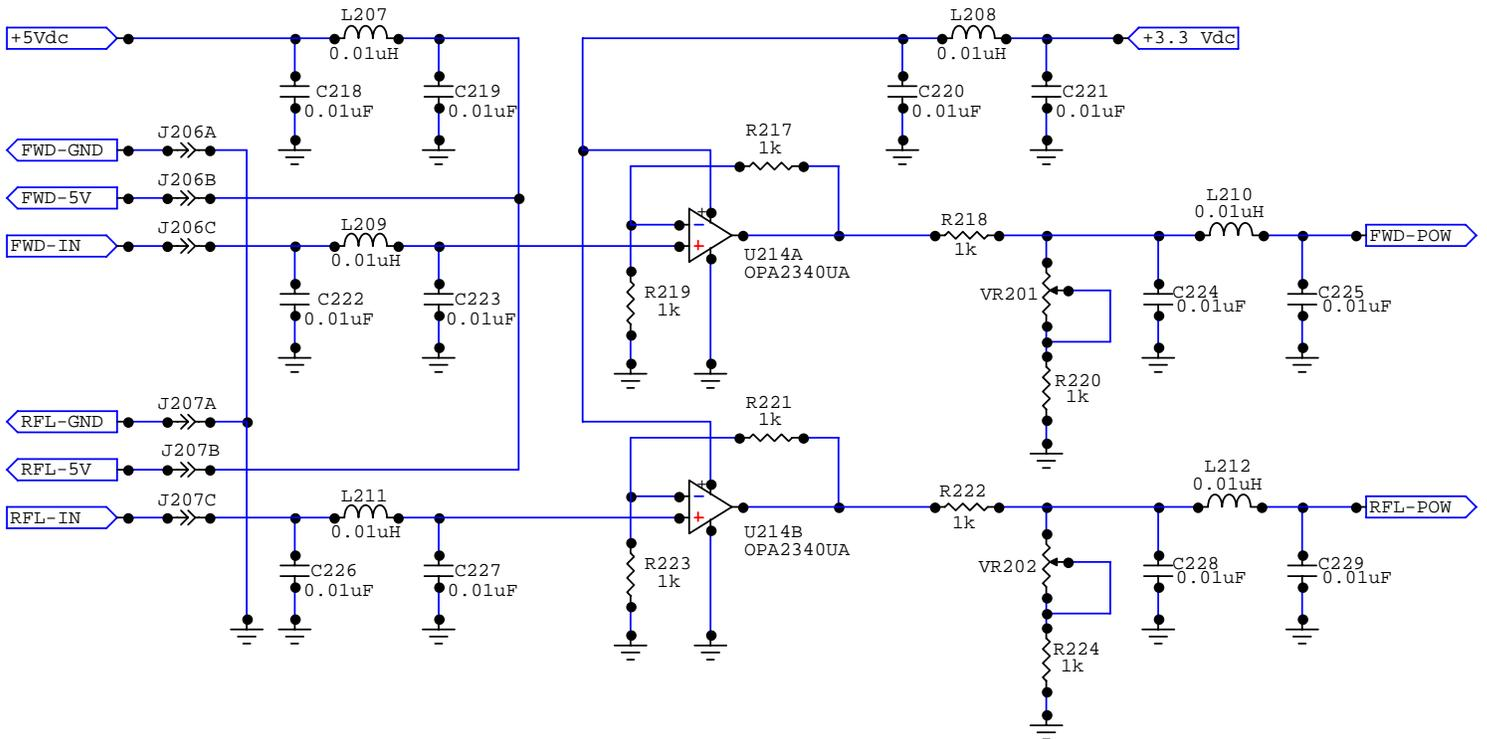 L207
L208
+5Vdc
+3.3 Vdc
0.01uH
0.01uH
C218
0.01uF
C219
0.01uF
C220
0.01uF
C221
0.01uF
J206A
FWD-GND
R217
1k
J206B
FWD-5V
J206C
FWD-IN
L209
0.01uH
+
−
+
U214A
OPA2340UA
R218
1k
L210
0.01uH
FWD-POW
C222
0.01uF
C223
0.01uF
R219
1k
VR201
C224
0.01uF
C225
0.01uF
R220
1k
J207A
RFL-GND
R221
1k
J207B
RFL-5V
J207C
RFL-IN
L211
0.01uH
+
−
+
U214B
OPA2340UA
R222
1k
L212
0.01uH
RFL-POW
C226
0.01uF
C227
0.01uF
R223
1k
VR202
C228
0.01uF
C229
0.01uF
R224
1k